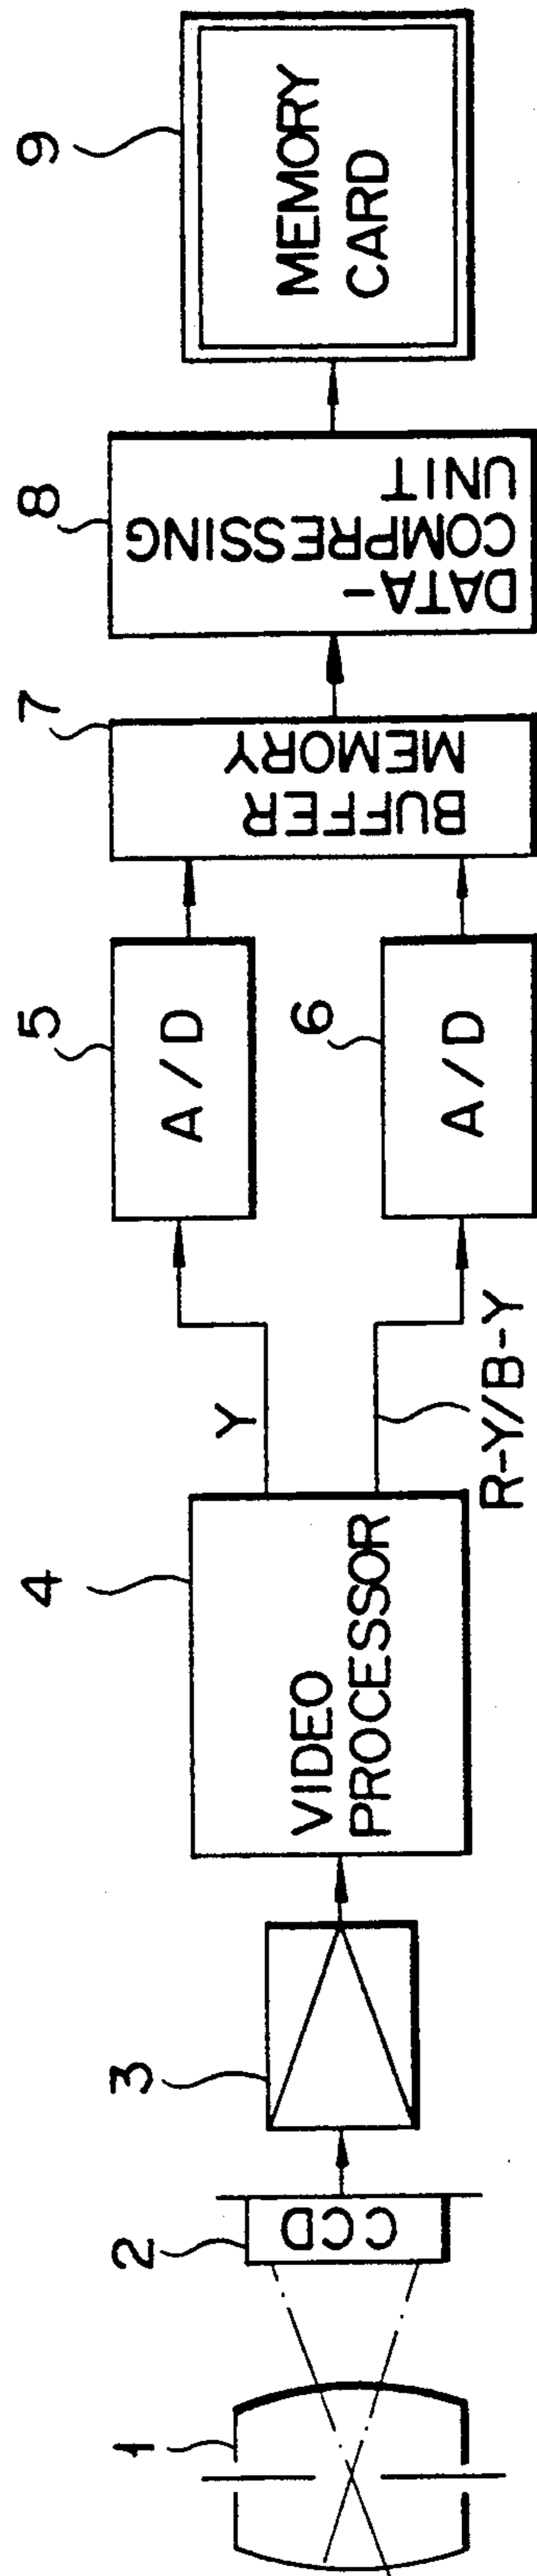 1
2
CCD
3
4
VIDEO
PROCESSOR
Y
R-Y/B-Y
5
A/D
6
A/D
7
BUFFER
MEMORY
8
DATA-
COMPRESSING
UNIT
9
MEMORY
CARD